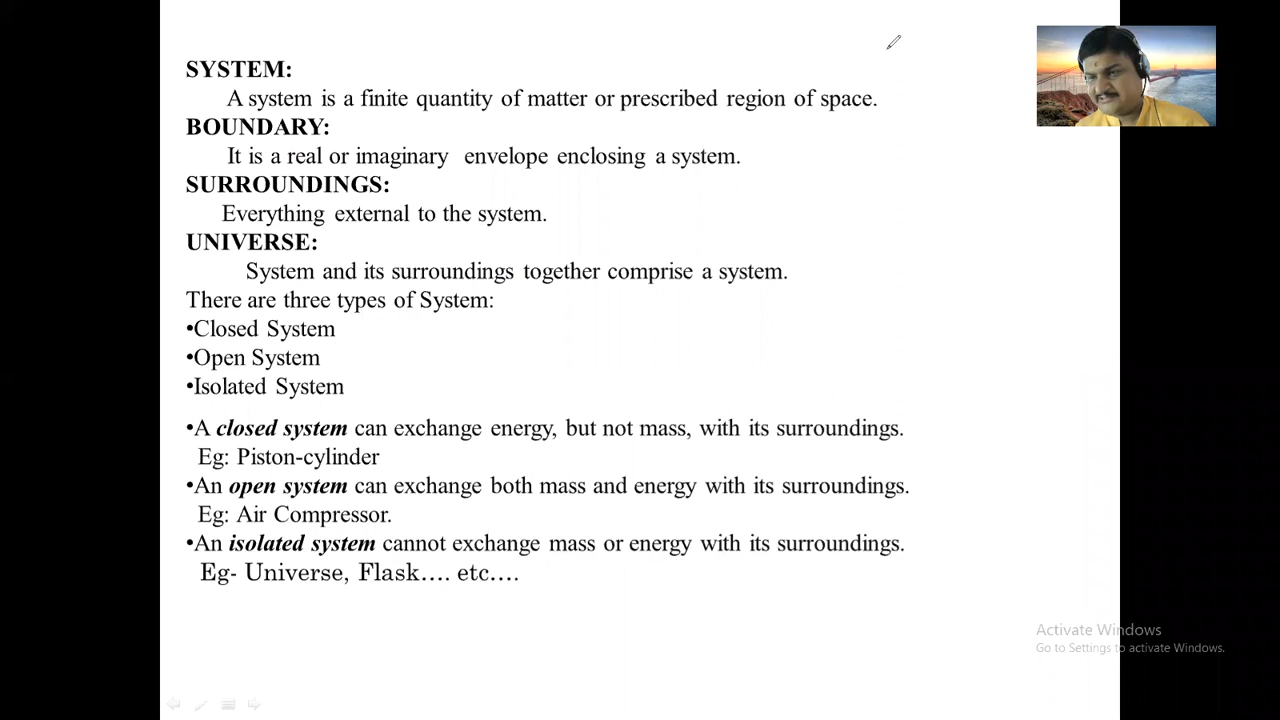 SYSTEM:
A system is a finite quantity of matter or prescribed region of space.
BOUNDARY:
It is a real or imaginary envelope enclosing a system.
SURROUNDINGS:
Everything external to the system.
UNIVERSE:
System and its surroundings together comprise a system.
There are three types of System:
•Closed System
•Open System
•Isolated System
•A closed system can exchange energy, but not mass, with its surroundings.
Eg: Piston-cylinder
•An open system can exchange both mass and energy with its surroundings.
Eg: Air Compressor.
•An isolated system cannot exchange mass or energy with its surroundings.
Eg- Universe, Flask…. etc….
Activate Windows
Go to Settings to activate Windows.